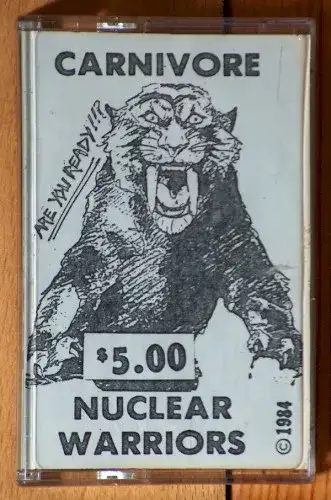 CARNIVORE
ARE YOU READY!!?
$5.00
NUCLEAR
WARRIORS
© 1984